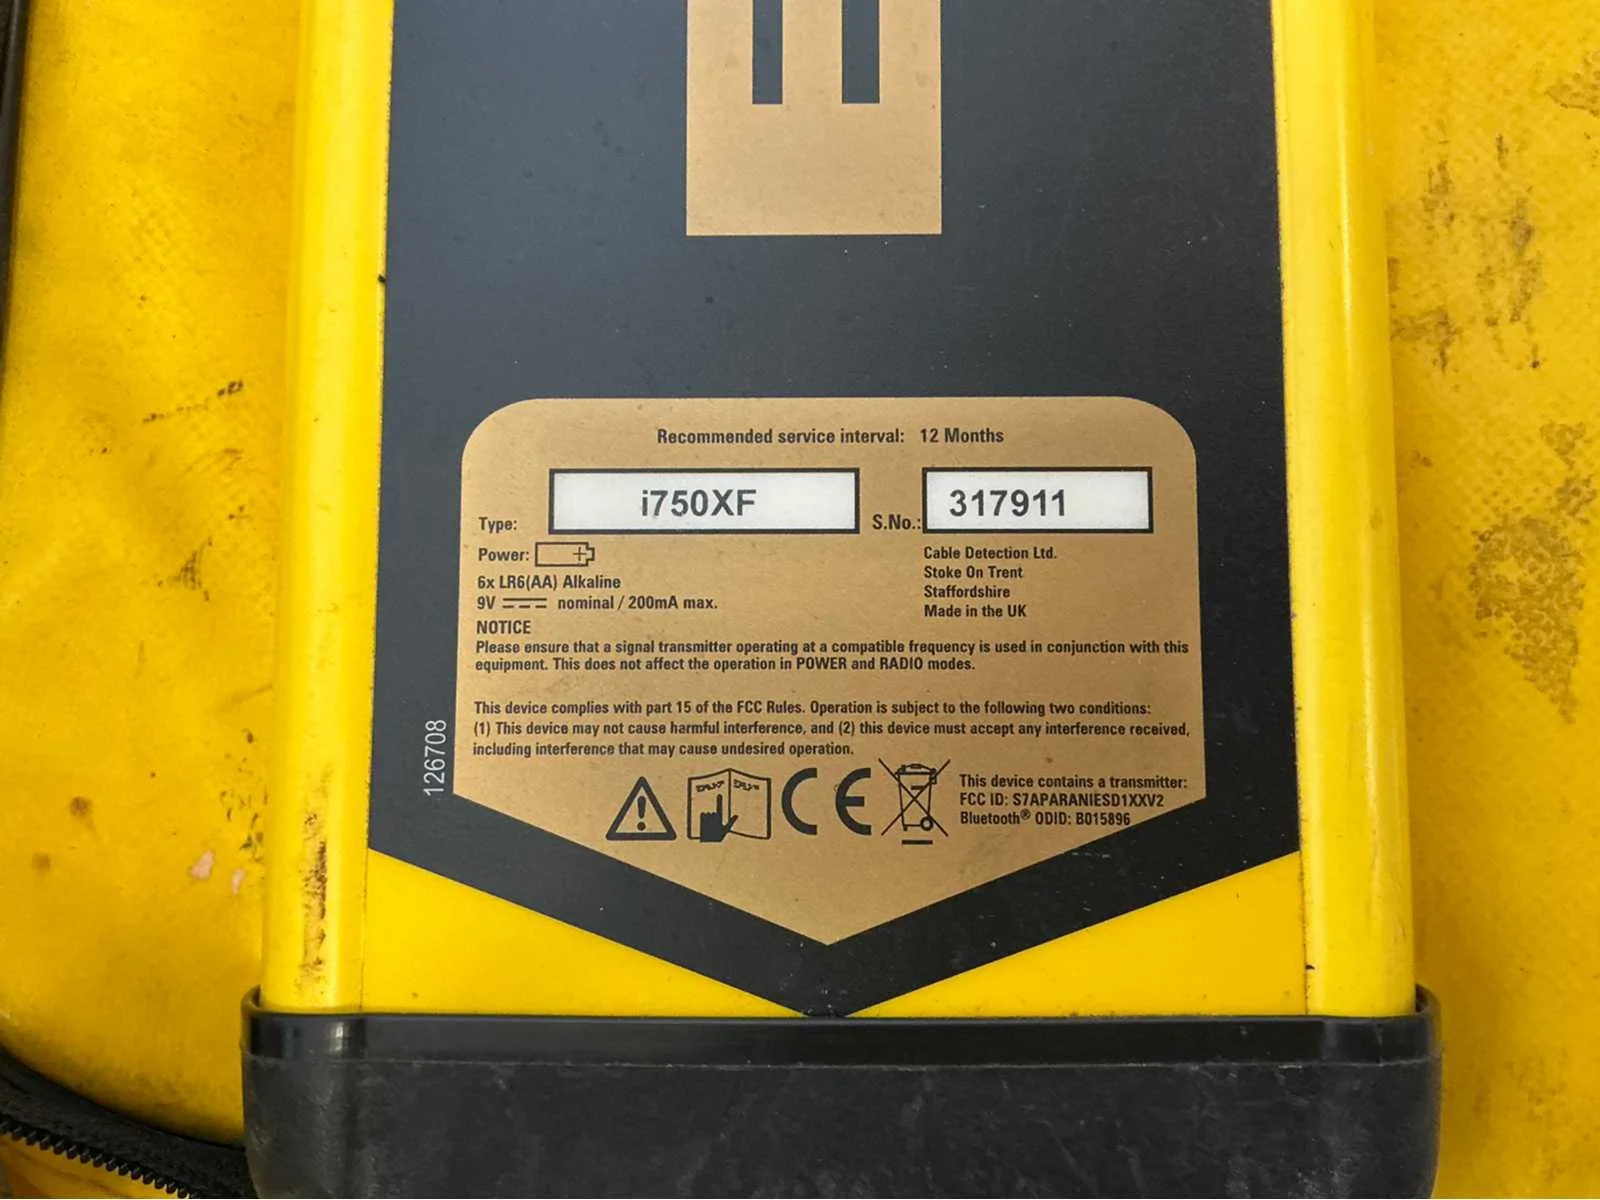 Recommended service interval: 12 Months
Type: i750XF S.No.: 317911
Power: +
6x LR6(AA) Alkaline
9V nominal / 200mA max.
Cable Detection Ltd.
Stoke On Trent
Staffordshire
Made in the UK
NOTICE
Please ensure that a signal transmitter operating at a compatible frequency is used in conjunction with this
equipment. This does not affect the operation in POWER and RADIO modes.
This device complies with part 15 of the FCC Rules. Operation is subject to the following two conditions:
(1) This device may not cause harmful interference, and (2) this device must accept any interference received,
including interference that may cause undesired operation.
126708
CE
This device contains a transmitter:
FCC ID: S7APARANIESD1XXV2
Bluetooth® ODID: B015896